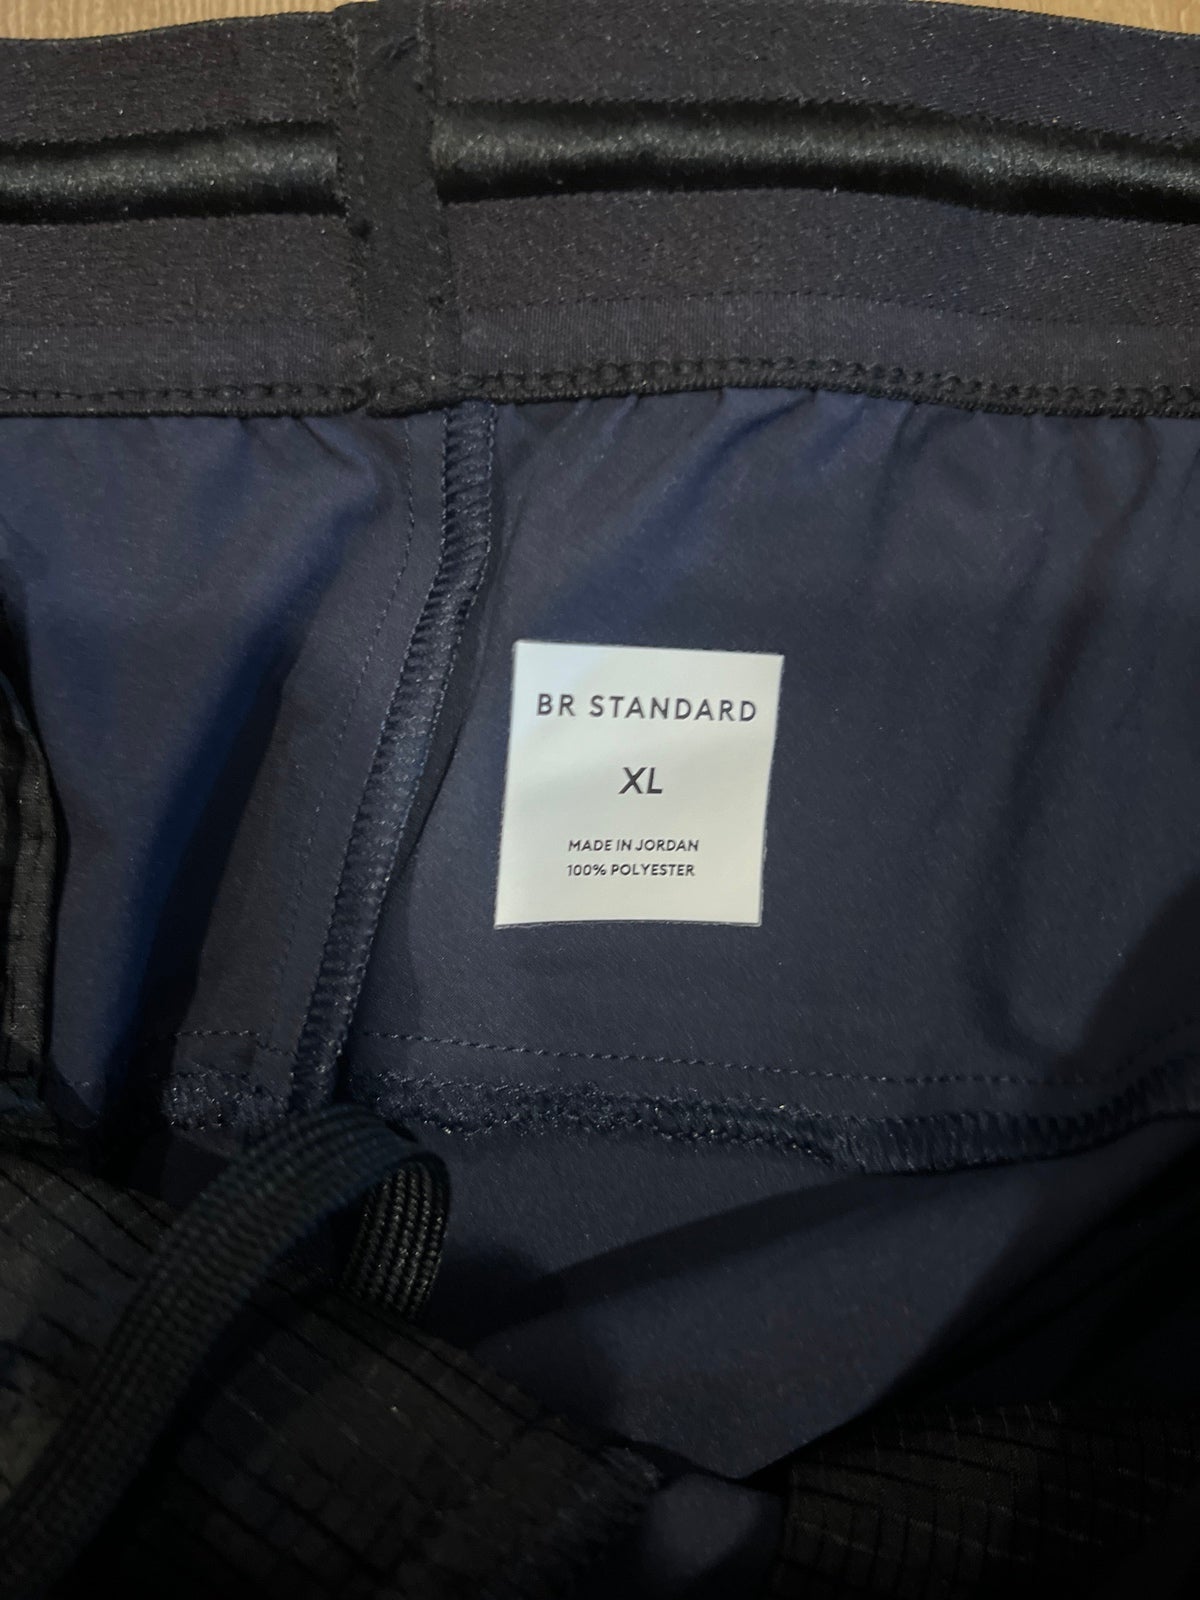 BR STANDARD
XL
MADE IN JORDAN
100% POLYESTER